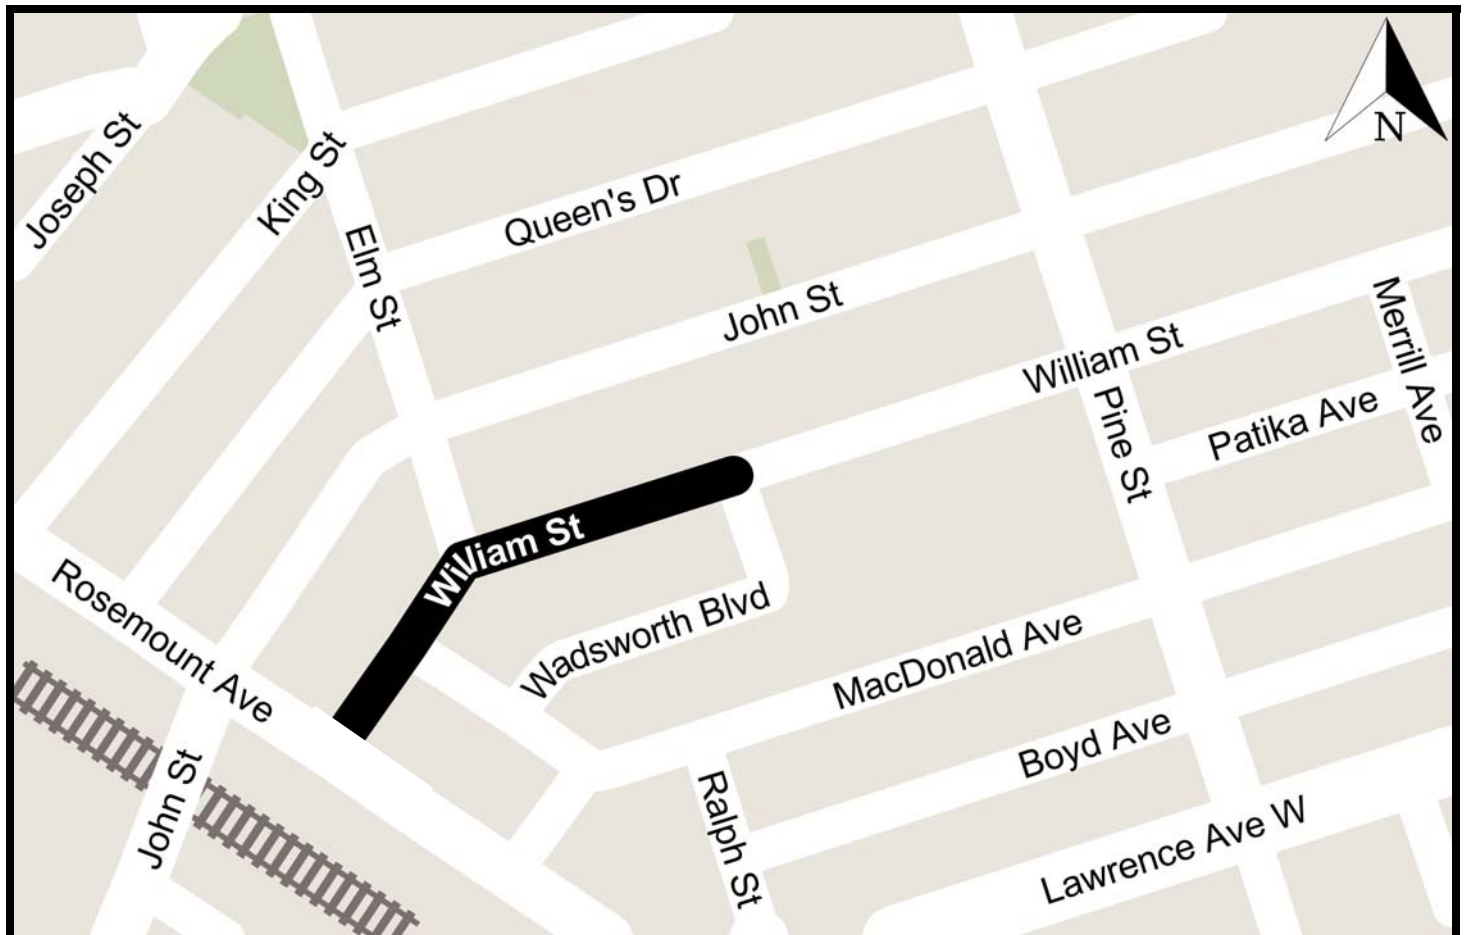 N
Joseph St
King St
Queen's Dr
Elm St
John St
William St
Merrill Ave
Pine St
Patika Ave
William St
Rosemount Ave
Wadsworth Blvd
MacDonald Ave
Boyd Ave
John St
Ralph St
Lawrence Ave W